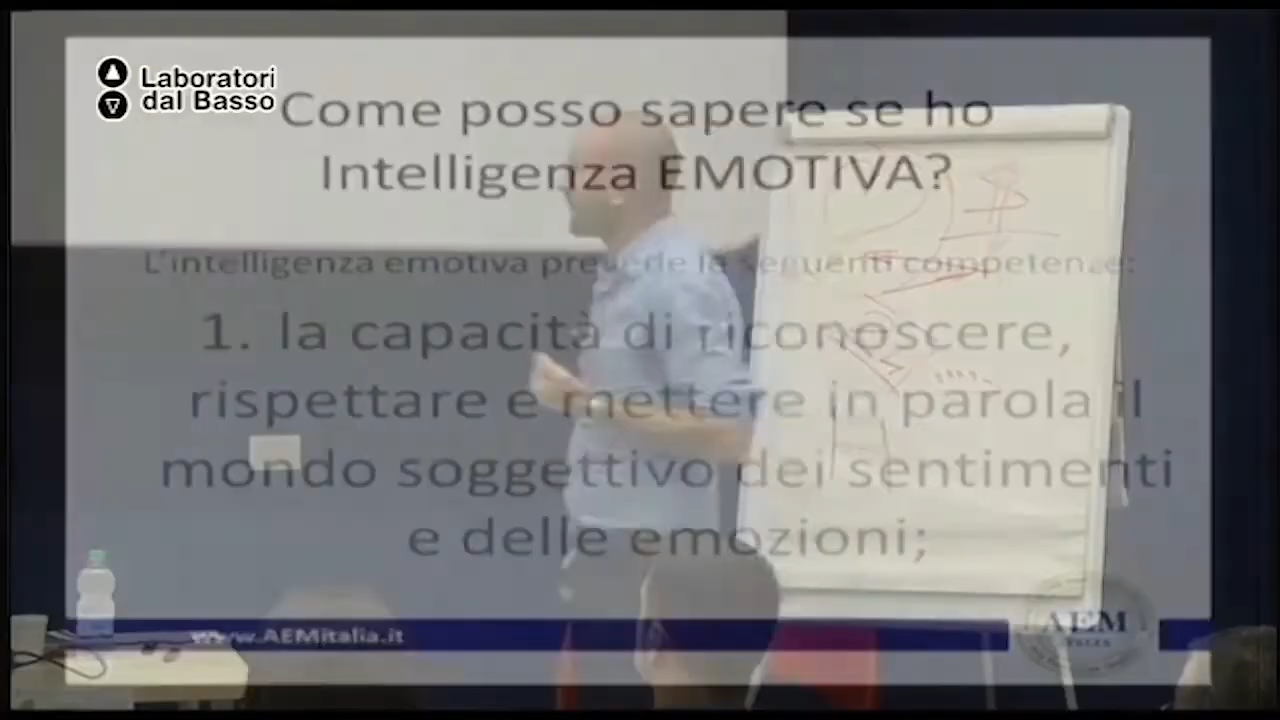 Laboratori
dal Basso
Come posso sapere se ho
Intelligenza EMOTIVA?
L'intelligenza emotiva prevede le seguenti competenze:
1. la capacità di riconoscere,
rispettare e mettere in parola il
mondo soggettivo dei sentimenti
e delle emozioni;
www.AEMitalia.it
AEM